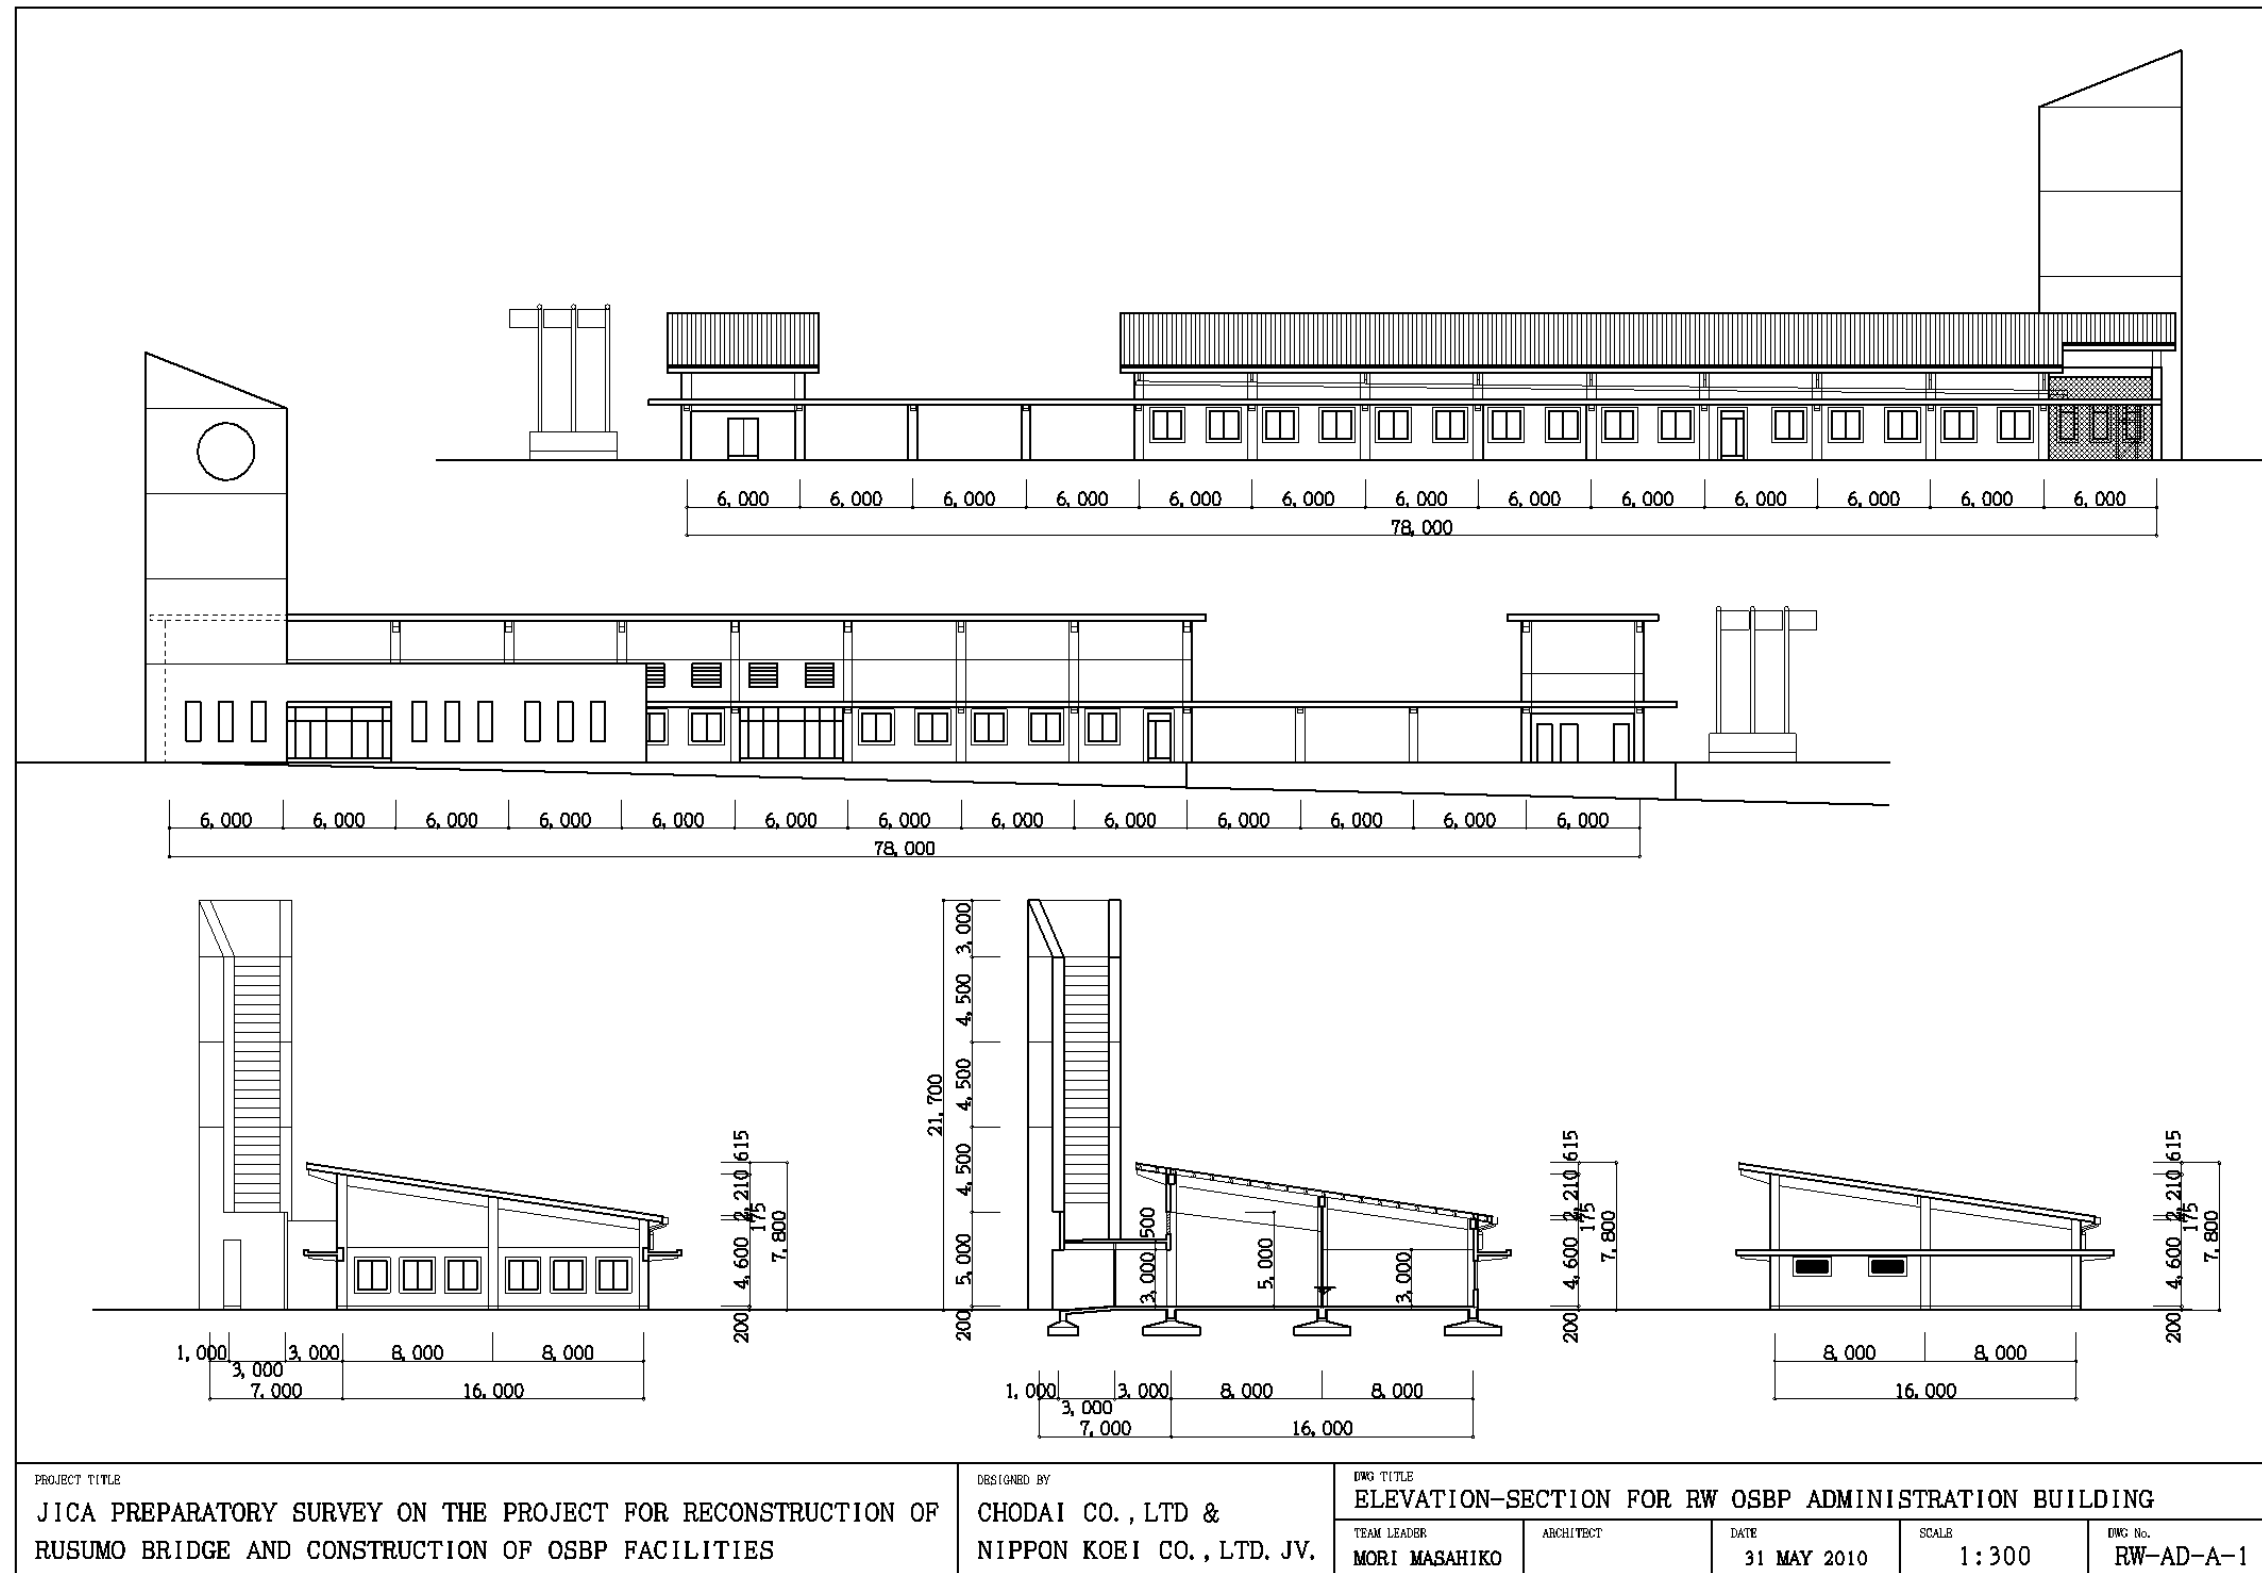 6,000 6,000 6,000 6,000 6,000 6,000 6,000 6,000 6,000 6,000 6,000 6,000 6,000
78,000
6,000 6,000 6,000 6,000 6,000 6,000 6,000 6,000 6,000 6,000 6,000 6,000 6,000
78,000
615
2,210
175
4,600
7,800
200
1,000 3,000 3,000 8,000 8,000
7,000 16,000
3,000
4,500
4,500
4,500
5,000
21,700
200
500
3,000
5,000
3,000
615
2,210
175
4,600
7,800
200
1,000 3,000 3,000 8,000 8,000
7,000 16,000
615
2,210
175
4,600
7,800
200
8,000 8,000
16,000
PROJECT TITLE
JICA PREPARATORY SURVEY ON THE PROJECT FOR RECONSTRUCTION OF
RUSUMO BRIDGE AND CONSTRUCTION OF OSBP FACILITIES
DESIGNED BY
CHODAI CO.,LTD &
NIPPON KOEI CO.,LTD. JV.
DWG TITLE
ELEVATION-SECTION FOR RW OSBP ADMINISTRATION BUILDING
TEAM LEADER
MORI MASAHIKO
ARCHITECT
DATE
31 MAY 2010
SCALE
1:300
DWG No.
RW-AD-A-1